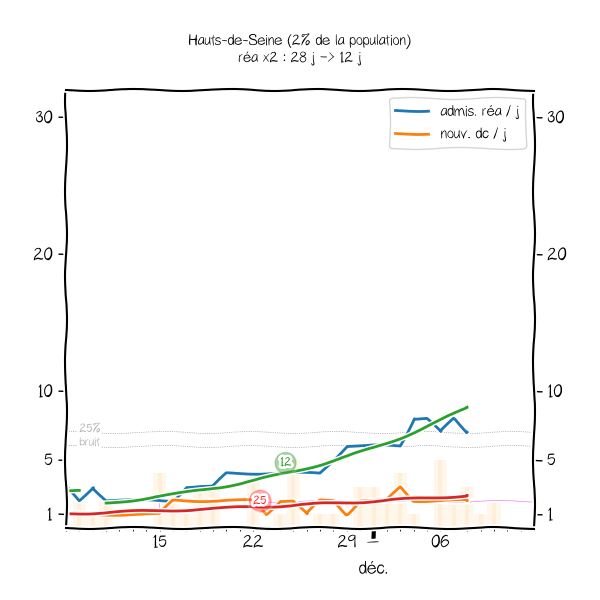 Hauts-de-Seine (2% de la population)
réa x2 : 28 j -> 12 j
admis. réa / j
nouv. dc / j
30
30
20
20
10
10
25%
bruit
5
5
12
25
1
1
15
22
29
06
déc.